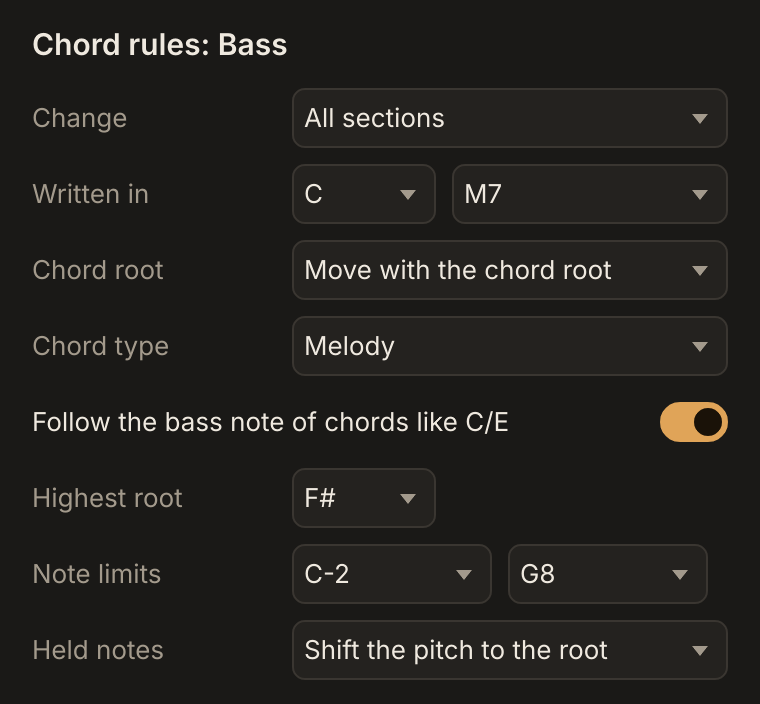 Chord rules: Bass
Change All sections
Written in C M7
Chord root Move with the chord root
Chord type Melody
Follow the bass note of chords like C/E
Highest root F#
Note limits C-2 G8
Held notes Shift the pitch to the root